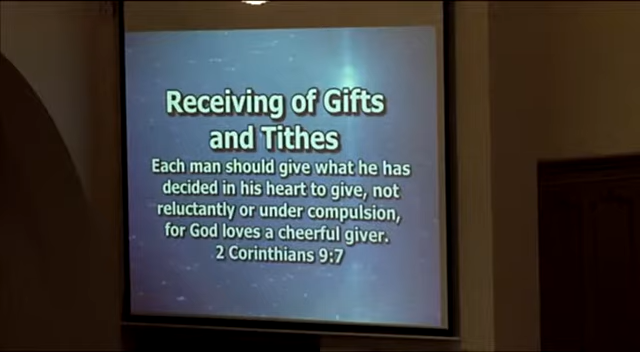 Receiving of Gifts
and Tithes
Each man should give what he has
decided in his heart to give, not
reluctantly or under compulsion,
for God loves a cheerful giver.
2 Corinthians 9:7